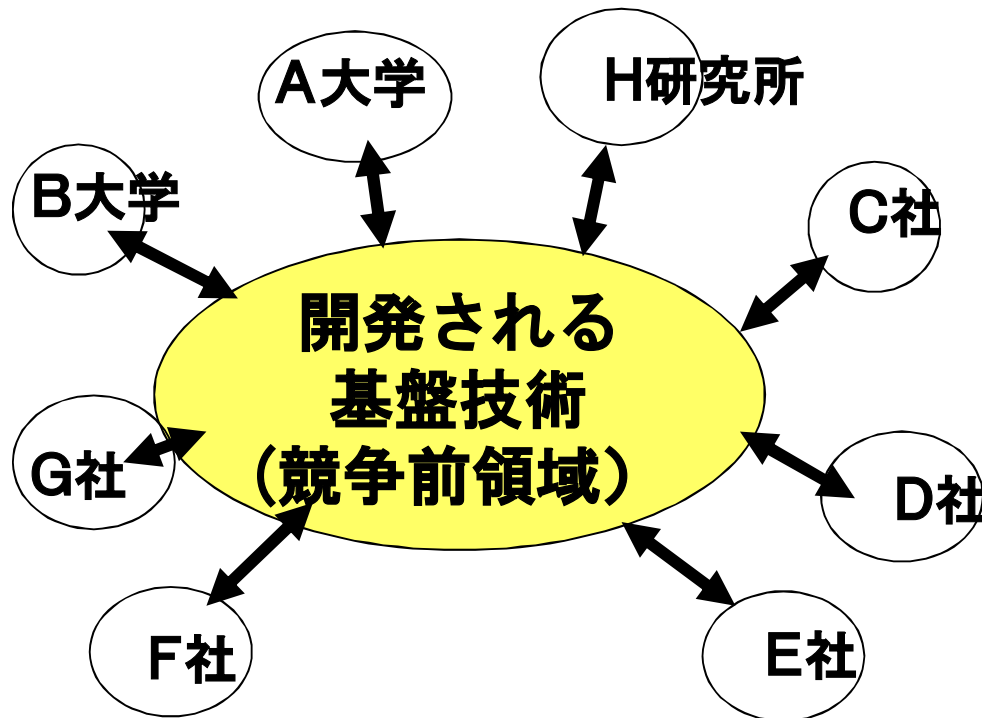 A大学
H研究所
B大学
C社
開発される
基盤技術
（競争前領域）
G社
D社
F社
E社